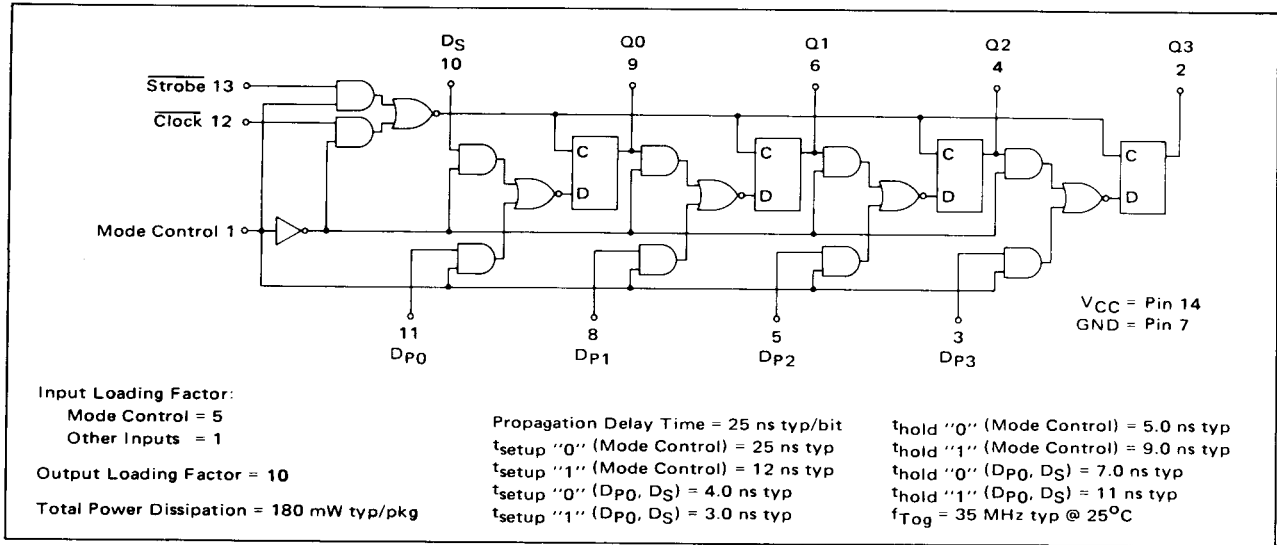 DS Q0 Q1 Q2 Q3
10 9 6 4 2
Strobe 13
Clock 12
C C C C
D D D D
Mode Control 1
11 8 5 3
DP0 DP1 DP2 DP3
VCC = Pin 14
GND = Pin 7
Input Loading Factor:
Mode Control = 5
Other Inputs = 1
Output Loading Factor = 10
Total Power Dissipation = 180 mW typ/pkg
Propagation Delay Time = 25 ns typ/bit
tsetup "0" (Mode Control) = 25 ns typ
tsetup "1" (Mode Control) = 12 ns typ
tsetup "0" (DP0, DS) = 4.0 ns typ
tsetup "1" (DP0, DS) = 3.0 ns typ
thold "0" (Mode Control) = 5.0 ns typ
thold "1" (Mode Control) = 9.0 ns typ
thold "0" (DP0, DS) = 7.0 ns typ
thold "1" (DP0, DS) = 11 ns typ
fTog = 35 MHz typ @ 25°C